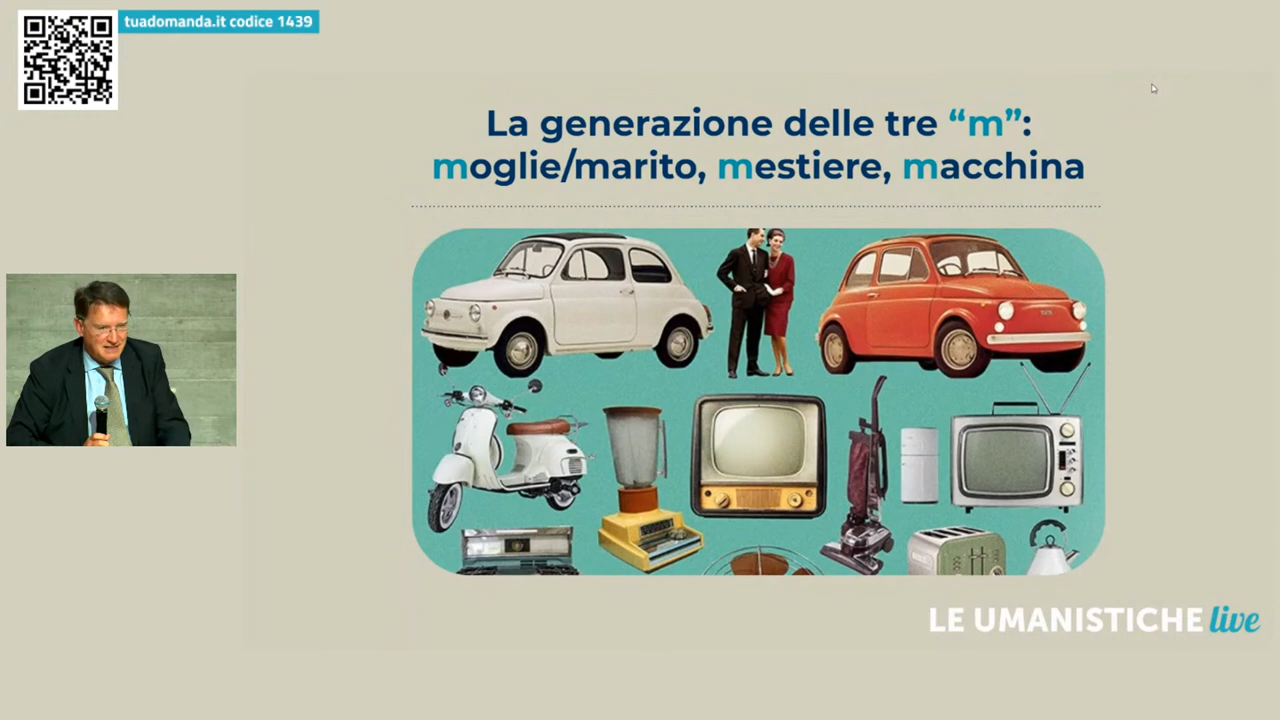 tuadomanda.it codice 1439
La generazione delle tre “m”:
moglie/marito, mestiere, macchina
LE UMANISTICHE live